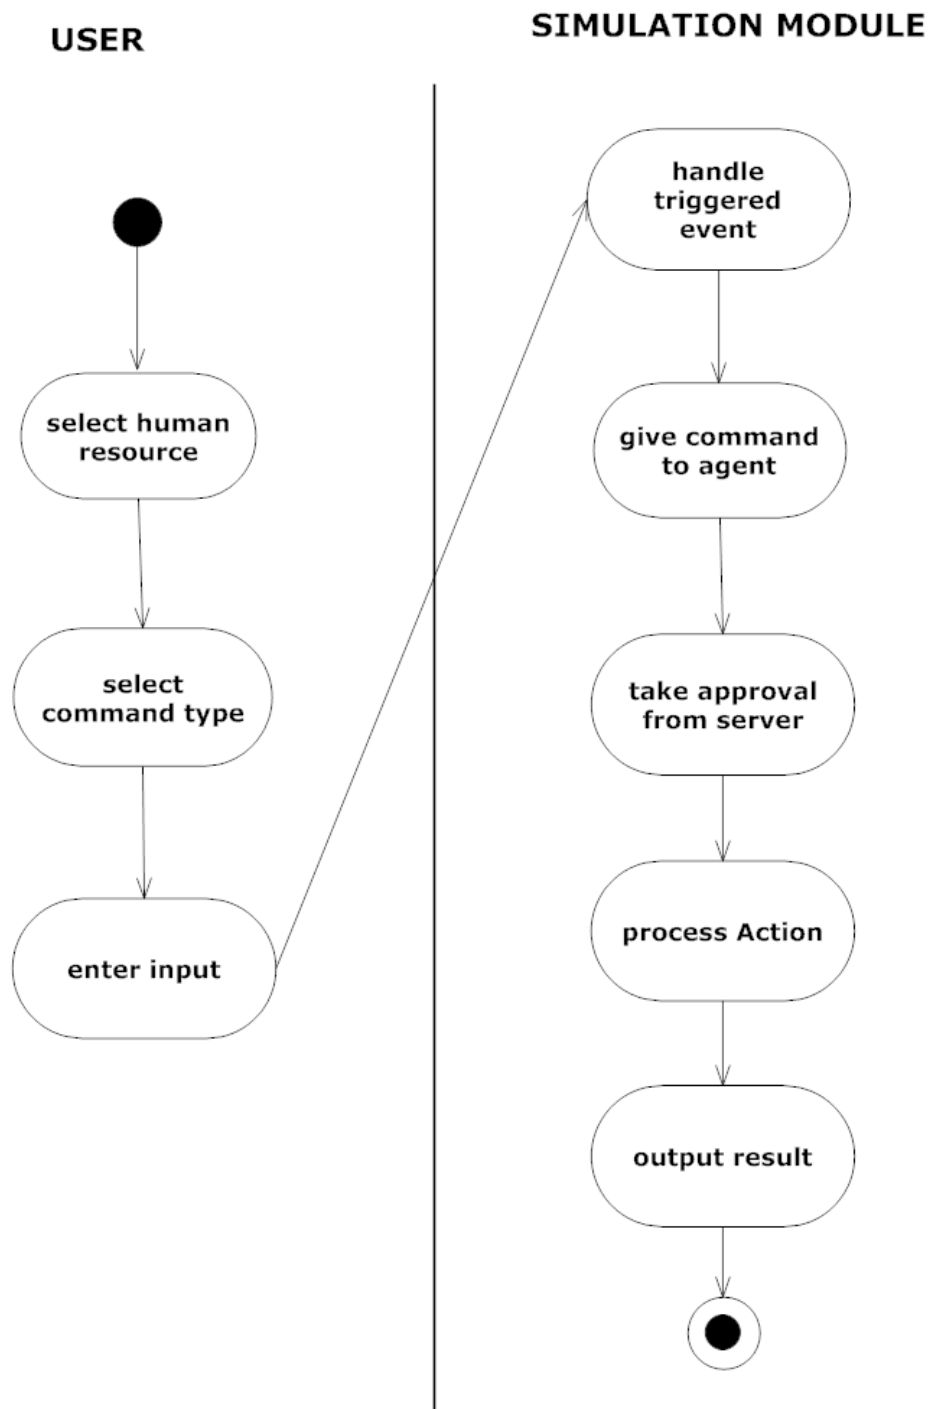 USER
SIMULATION MODULE
select human
resource
select
command type
enter input
handle
triggered
event
give command
to agent
take approval
from server
process Action
output result